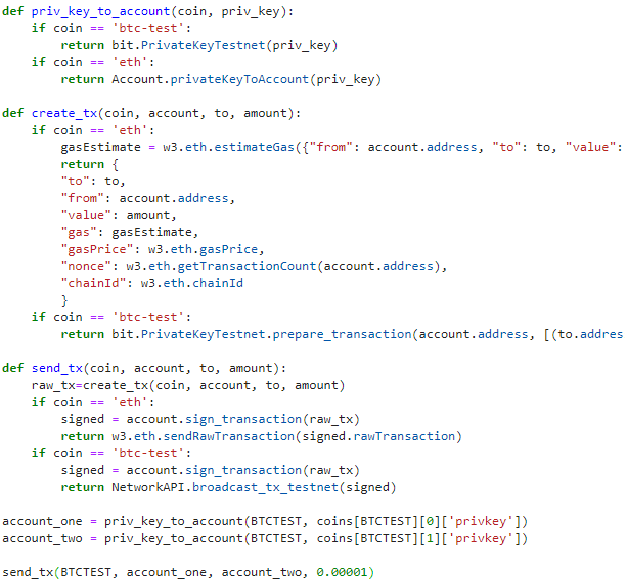 def priv_key_to_account(coin, priv_key):
    if coin == 'btc-test':
        return bit.PrivateKeyTestnet(priv_key)
    if coin == 'eth':
        return Account.privateKeyToAccount(priv_key)

def create_tx(coin, account, to, amount):
    if coin == 'eth':
        gasEstimate = w3.eth.estimateGas({"from": account.address, "to": to, "value":
        return {
        "to": to,
        "from": account.address,
        "value": amount,
        "gas": gasEstimate,
        "gasPrice": w3.eth.gasPrice,
        "nonce": w3.eth.getTransactionCount(account.address),
        "chainId": w3.eth.chainId
        }
    if coin == 'btc-test':
        return bit.PrivateKeyTestnet.prepare_transaction(account.address, [(to.addres

def send_tx(coin, account, to, amount):
    raw_tx=create_tx(coin, account, to, amount)
    if coin == 'eth':
        signed = account.sign_transaction(raw_tx)
        return w3.eth.sendRawTransaction(signed.rawTransaction)
    if coin == 'btc-test':
        signed = account.sign_transaction(raw_tx)
        return NetworkAPI.broadcast_tx_testnet(signed)

account_one = priv_key_to_account(BTCTEST, coins[BTCTEST][0]['privkey'])
account_two = priv_key_to_account(BTCTEST, coins[BTCTEST][1]['privkey'])

send_tx(BTCTEST, account_one, account_two, 0.00001)